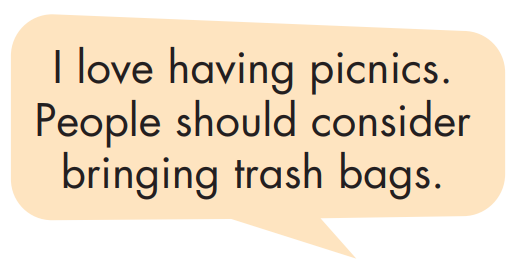 I love having picnics.
People should consider
bringing trash bags.